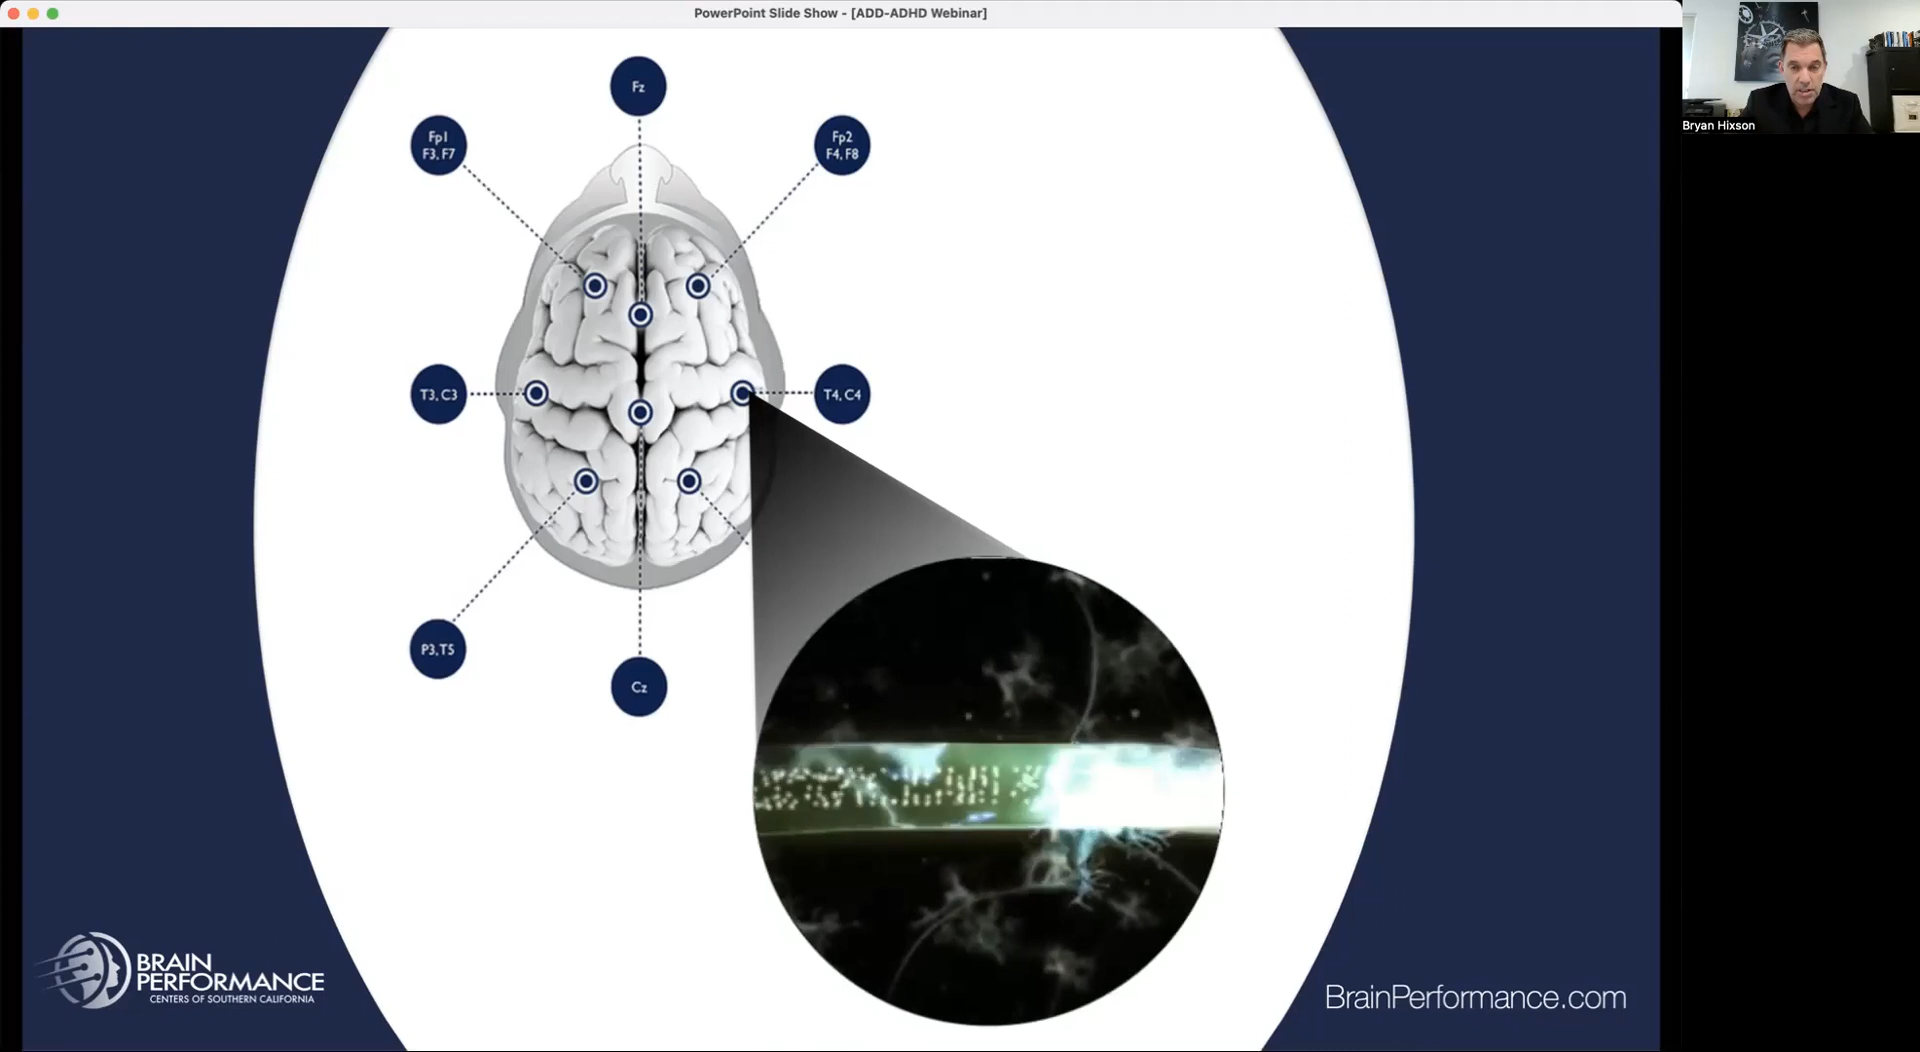 PowerPoint Slide Show - [ADD-ADHD Webinar]
Bryan Hixson
Fz
Fp1
F3, F7
Fp2
F4, F8
T3, C3
T4, C4
P3, T5
Cz
BRAIN
PERFORMANCE
CENTERS OF SOUTHERN CALIFORNIA
BrainPerformance.com